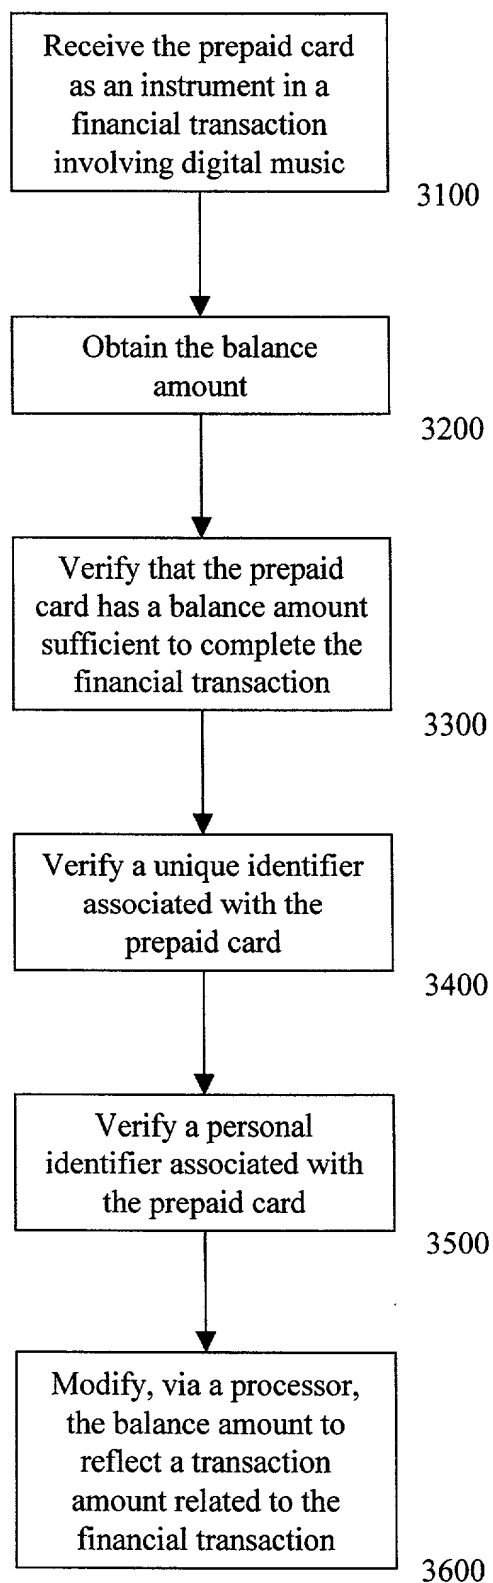 Receive the prepaid card
as an instrument in a
financial transaction
involving digital music
3100
Obtain the balance
amount
3200
Verify that the prepaid
card has a balance amount
sufficient to complete the
financial transaction
3300
Verify a unique identifier
associated with the
prepaid card
3400
Verify a personal
identifier associated with
the prepaid card
3500
Modify, via a processor,
the balance amount to
reflect a transaction
amount related to the
financial transaction
3600